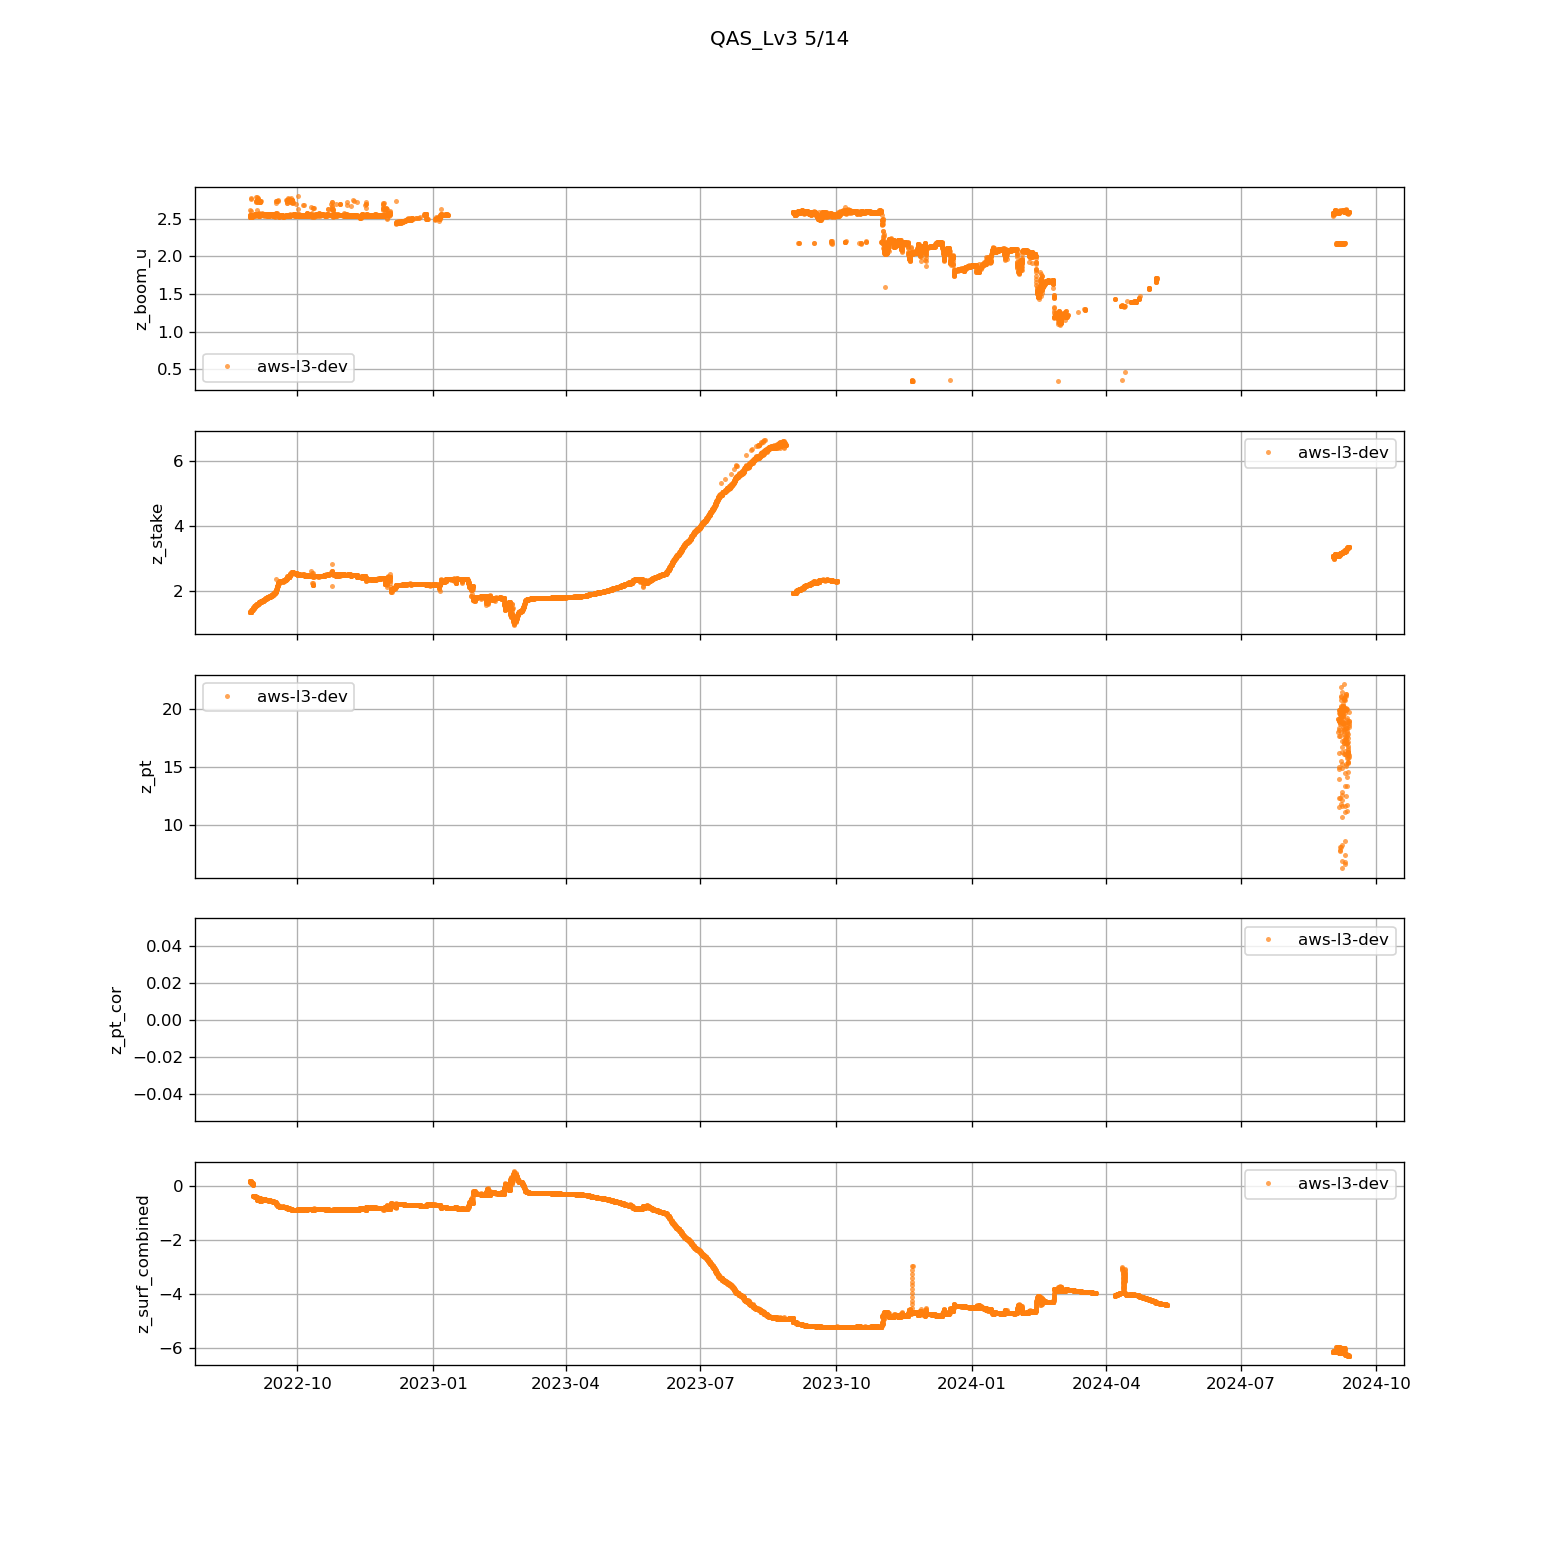 QAS_Lv3 5/14
2.5
2.0
1.5
1.0
0.5
z_boom_u
aws-l3-dev
6
4
2
z_stake
aws-l3-dev
20
15
10
z_pt
aws-l3-dev
0.04
0.02
0.00
−0.02
−0.04
z_pt_cor
aws-l3-dev
0
−2
−4
−6
z_surf_combined
aws-l3-dev
2022-10 2023-01 2023-04 2023-07 2023-10 2024-01 2024-04 2024-07 2024-10